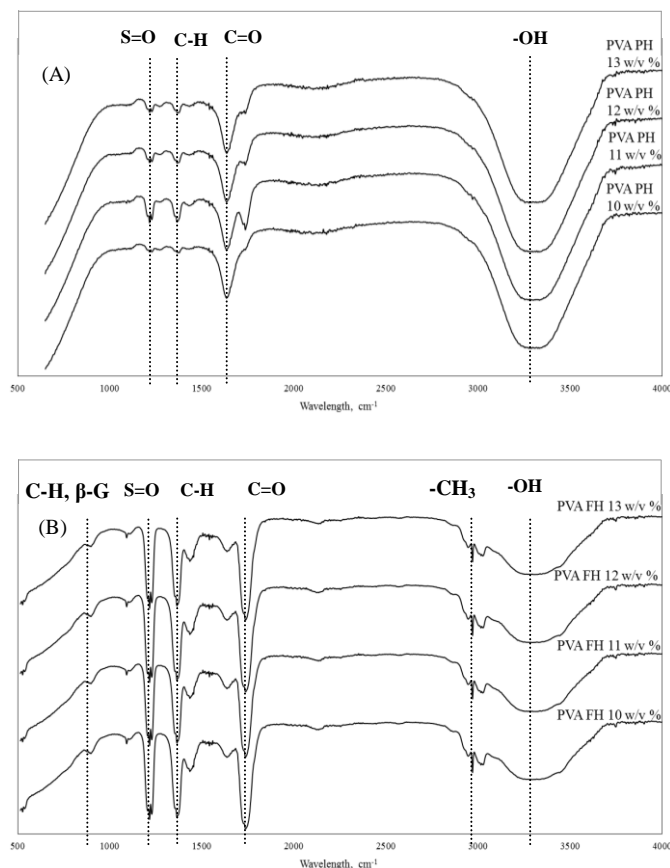 S=O C-H C=O -OH
(A)
PVA PH
13 w/v %
PVA PH
12 w/v %
PVA PH
11 w/v %
PVA PH
10 w/v %
500 1000 1500 2000 2500 3000 3500 4000
Wavelength, cm-1
C-H, β-G S=O C-H C=O -CH3 -OH
(B)
PVA FH 13 w/v %
PVA FH 12 w/v %
PVA FH 11 w/v %
PVA FH 10 w/v %
500 1000 1500 2000 2500 3000 3500 4000
Wavelength, cm-1